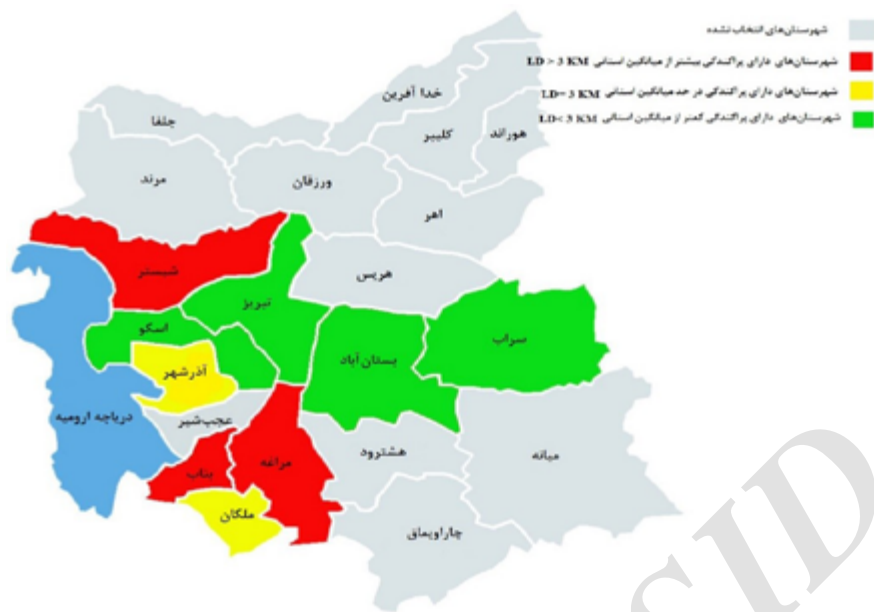 شهرستان‌های انتخاب نشده
شهرستان‌های دارای پراکندگی بیشتر از میانگین استانی LD > 3 KM
شهرستان‌های دارای پراکندگی در حد میانگین استانی LD= 3 KM
شهرستان‌های دارای پراکندگی کمتر از میانگین استانی LD< 3 KM
خدا آفرین
جلفا
کلیبر
هوراند
مرند
ورزقان
اهر
شبستر
هریس
تبریز
اسکو
سراب
بستان‌آباد
آذرشهر
دریاچه ارومیه
عجب‌شیر
هشترود
میانه
مراغه
بناب
ملکان
چاراویماق
SID